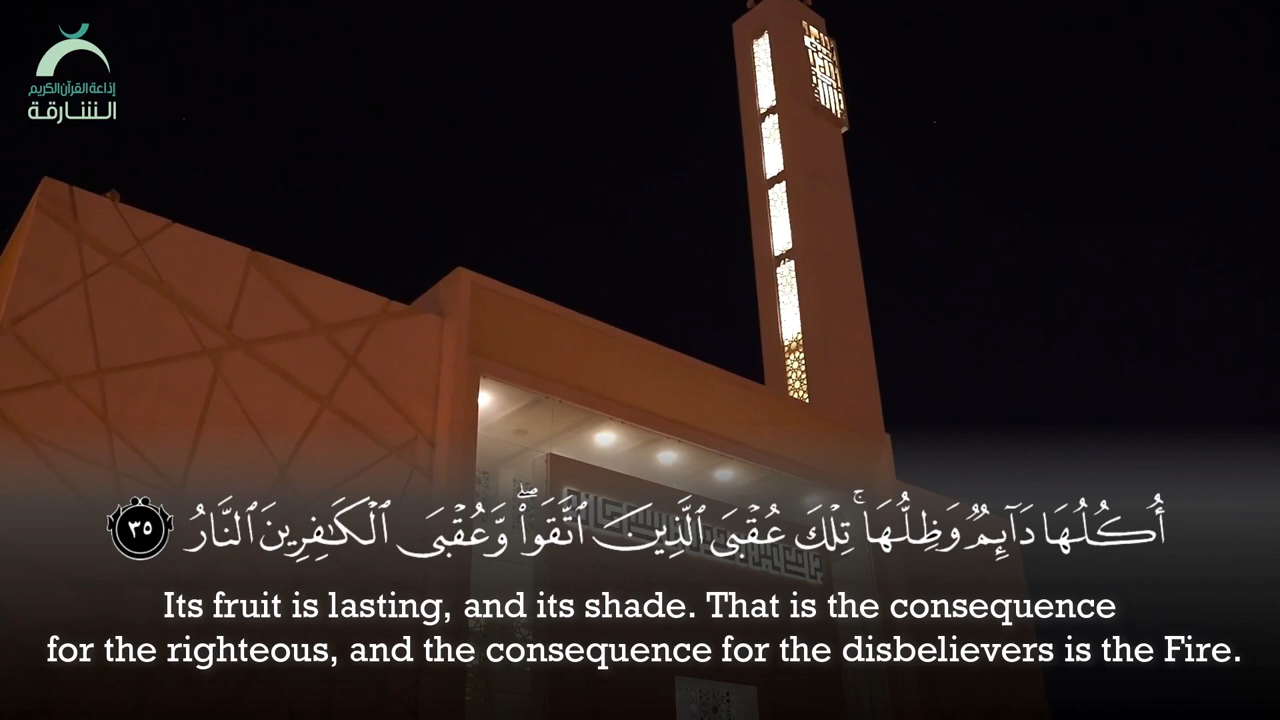 إذاعة القرآن الكريم
الشارقة
أُكُلُهَا دَآئِمٌ وَظِلُّهَا ۚ تِلْكَ عُقْبَى ٱلَّذِينَ ٱتَّقَوا۟ ۖ وَّعُقْبَى ٱلْكَـٰفِرِينَ ٱلنَّارُ ٣٥
Its fruit is lasting, and its shade. That is the consequence
for the righteous, and the consequence for the disbelievers is the Fire.